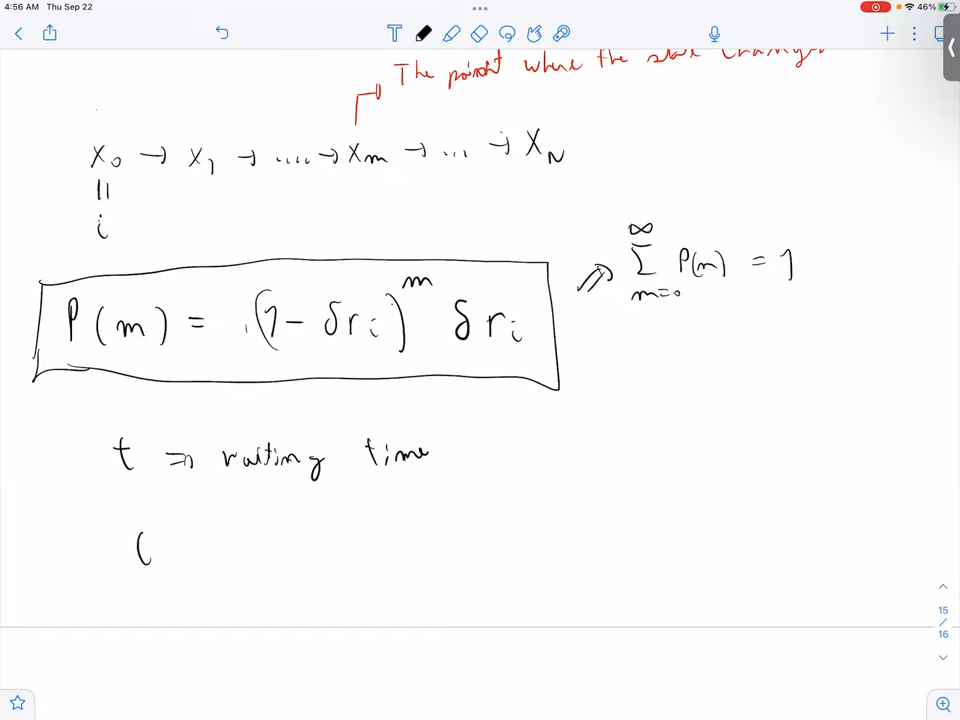 4:56 AM Thu Sep 22
46%
The point where the state changes
X₀ → X₁ → .... → Xm → ... → X_N
||
i
∞
Σ P(m) = 1
m=0
P(m) = (1 - δrᵢ)^m δrᵢ
t ⇒ waiting time
(
15
/
16